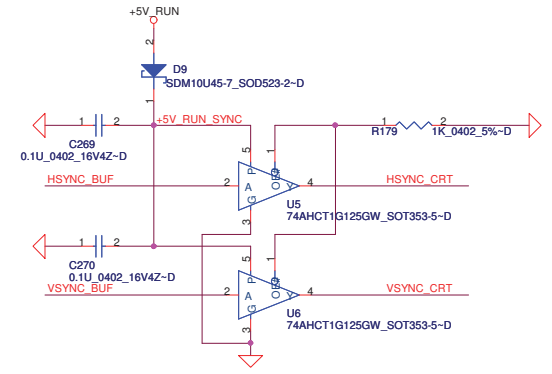 +5V_RUN
2
D9
SDM10U45-7_SOD523-2~D
1
+5V_RUN_SYNC
1 2
C269
0.1U_0402_16V4Z~D
1 2
R179 1K_0402_5%~D
5
1
P
OE#
HSYNC_BUF 2 A Y 4 HSYNC_CRT
G
3
U5
74AHCT1G125GW_SOT353-5~D
1 2
C270
0.1U_0402_16V4Z~D
5
1
P
OE#
VSYNC_BUF 2 A Y 4 VSYNC_CRT
G
3
U6
74AHCT1G125GW_SOT353-5~D